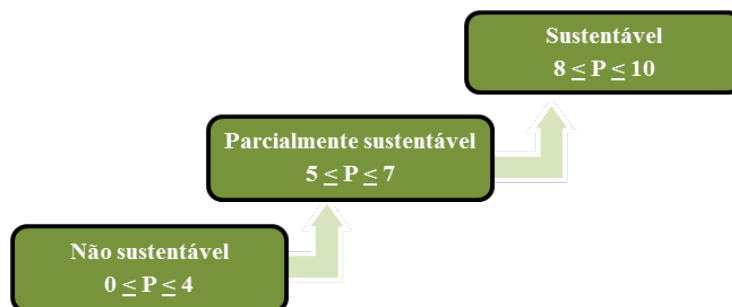 Sustentável
8 ≤ P ≤ 10
Parcialmente sustentável
5 ≤ P ≤ 7
Não sustentável
0 ≤ P ≤ 4